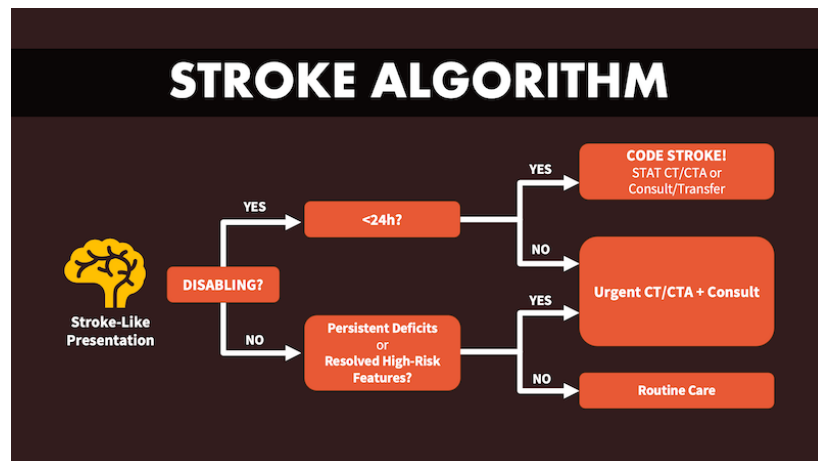 STROKE ALGORITHM
Stroke-Like
Presentation
DISABLING?
YES
NO
<24h?
Persistent Deficits
or
Resolved High-Risk
Features?
YES
NO
YES
NO
CODE STROKE!
STAT CT/CTA or
Consult/Transfer
Urgent CT/CTA + Consult
Routine Care